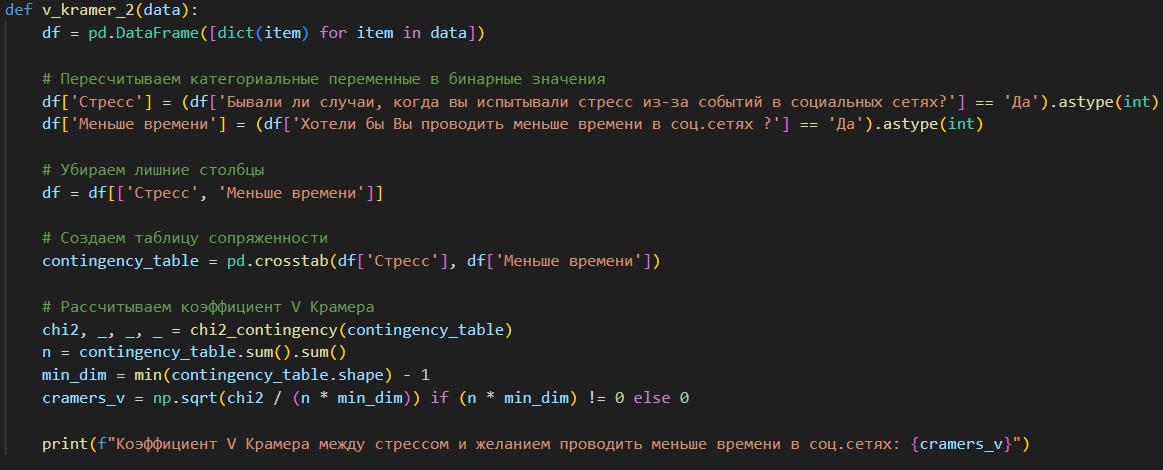 def v_kramer_2(data):
    df = pd.DataFrame([dict(item) for item in data])
    # Пересчитываем категориальные переменные в бинарные значения
    df['Стресс'] = (df['Бывали ли случаи, когда вы испытывали стресс из-за событий в социальных сетях?'] == 'Да').astype(int)
    df['Меньше времени'] = (df['Хотели бы Вы проводить меньше времени в соц.сетях ?'] == 'Да').astype(int)
    # Убираем лишние столбцы
    df = df[['Стресс', 'Меньше времени']]
    # Создаем таблицу сопряженности
    contingency_table = pd.crosstab(df['Стресс'], df['Меньше времени'])
    # Рассчитываем коэффициент V Крамера
    chi2, _, _, _ = chi2_contingency(contingency_table)
    n = contingency_table.sum().sum()
    min_dim = min(contingency_table.shape) - 1
    cramers_v = np.sqrt(chi2 / (n * min_dim)) if (n * min_dim) != 0 else 0
    print(f"Коэффициент V Крамера между стрессом и желанием проводить меньше времени в соц.сетях: {cramers_v}")